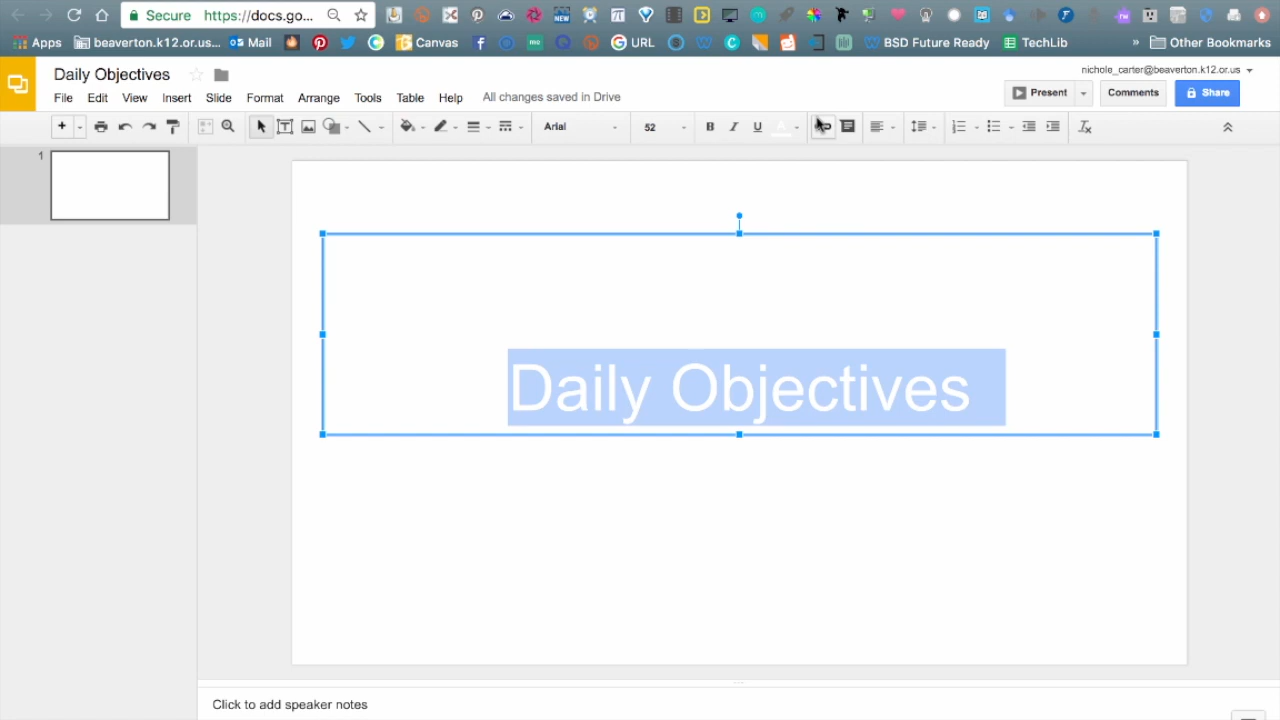 Secure https://docs.go...
Apps beaverton.k12.or.us... Mail Canvas URL BSD Future Ready TechLib » Other Bookmarks
Daily Objectives
nichole_carter@beaverton.k12.or.us
File Edit View Insert Slide Format Arrange Tools Table Help All changes saved in Drive
Present Comments Share
Arial 52 B I U A
1
Daily Objectives
Click to add speaker notes